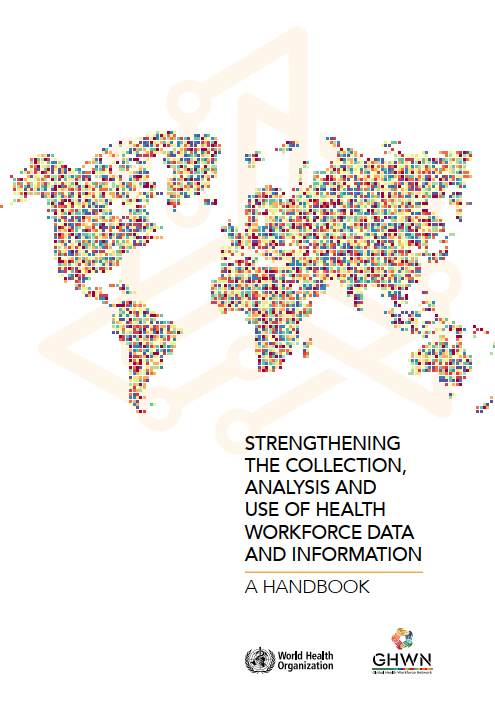 STRENGTHENING
THE COLLECTION,
ANALYSIS AND
USE OF HEALTH
WORKFORCE DATA
AND INFORMATION
A HANDBOOK
World Health
Organization
GHWN
Global Health Workforce Network